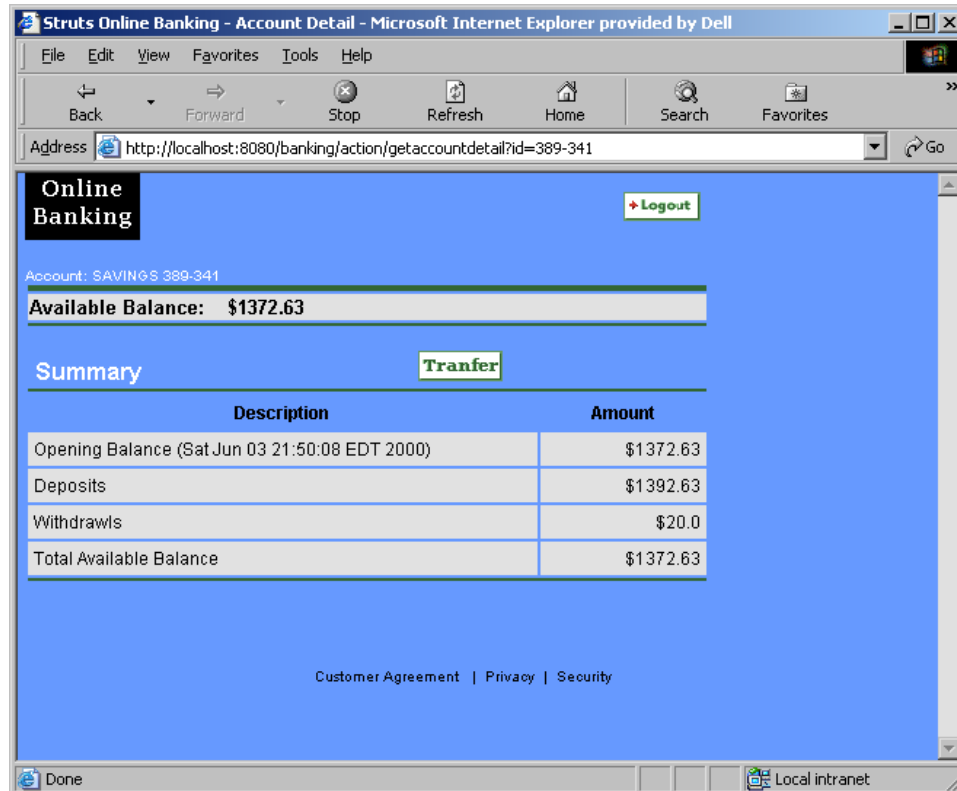 Struts Online Banking - Account Detail - Microsoft Internet Explorer provided by Dell
File Edit View Favorites Tools Help
Back Forward Stop Refresh Home Search Favorites »
Address http://localhost:8080/banking/action/getaccountdetail?id=389-341 Go
Online
Banking
Logout
Account: SAVINGS 389-341
Available Balance: $1372.63
Summary Tranfer
Description Amount
Opening Balance (Sat Jun 03 21:50:08 EDT 2000) $1372.63
Deposits $1392.63
Withdrawls $20.0
Total Available Balance $1372.63
Customer Agreement | Privacy | Security
Done Local intranet